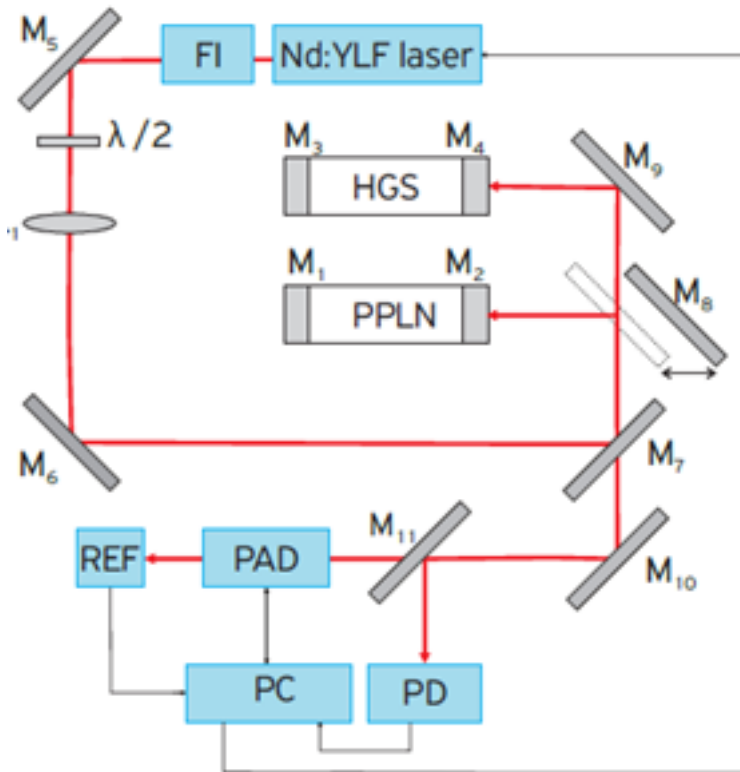 M₅
FI
Nd:YLF laser
λ/2
M₃
M₄
HGS
M₉
M₁
M₂
PPLN
M₈
M₆
M₇
M₁₁
REF
PAD
M₁₀
PC
PD